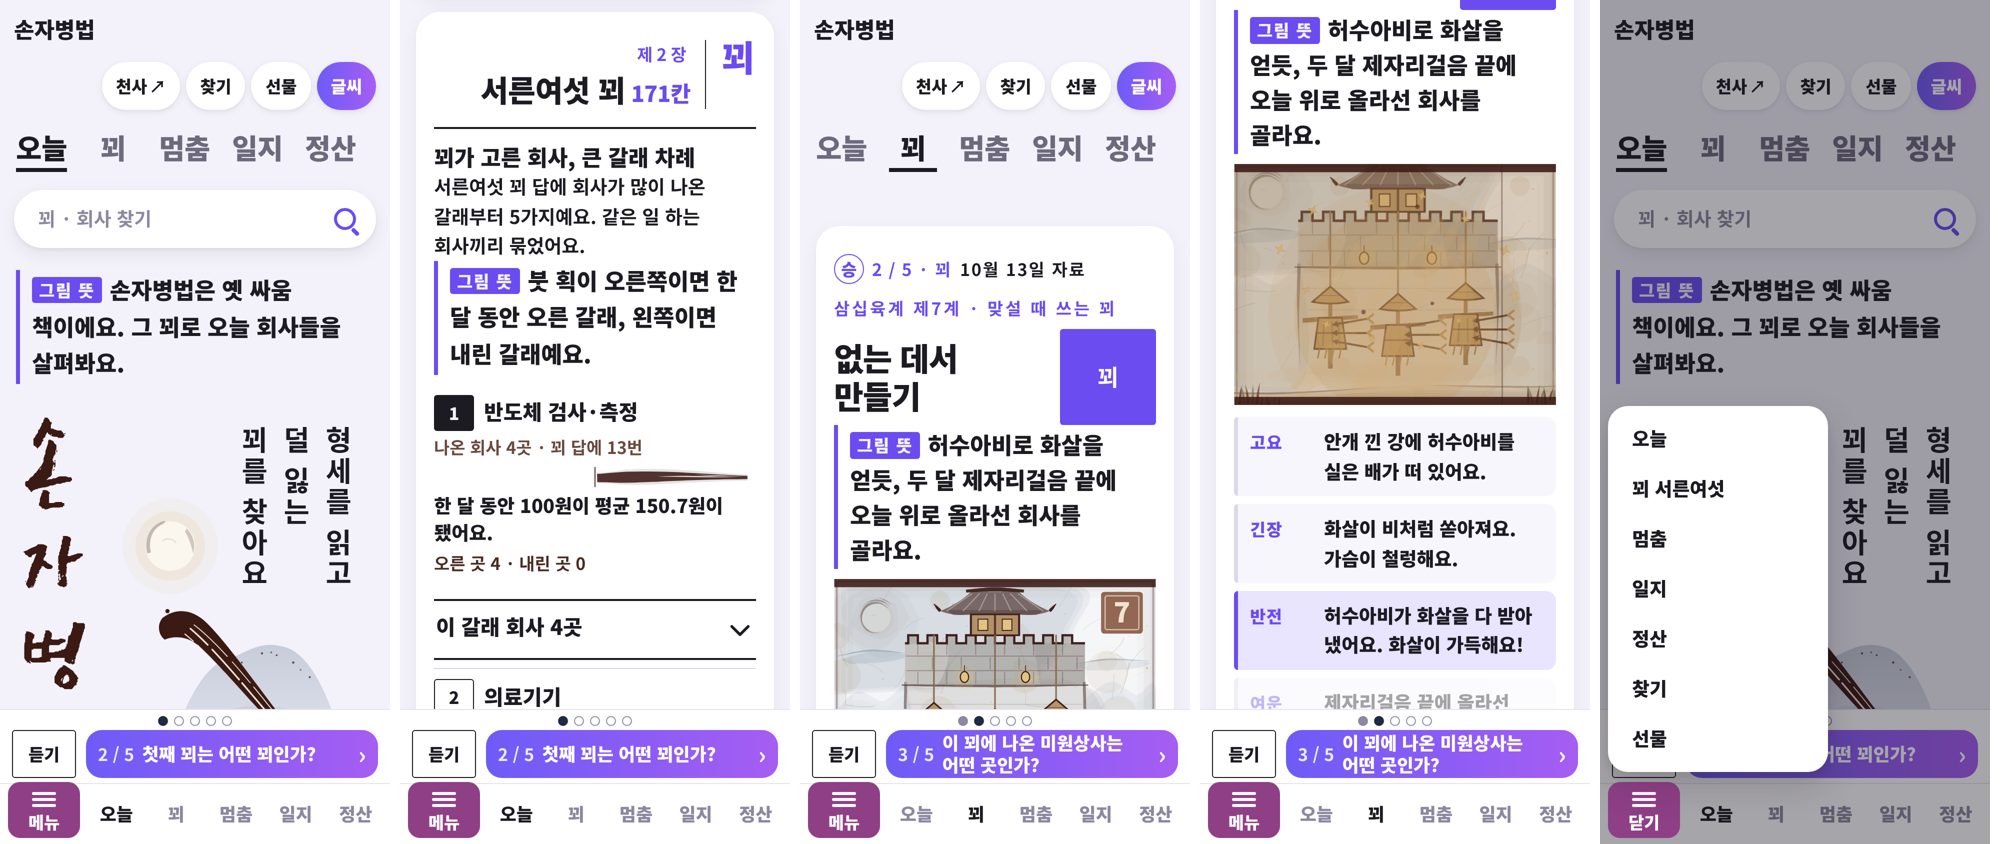 손자병법
천사↗ 찾기 선물 글씨
오늘 꾀 멈춤 일지 정산
꾀 · 회사 찾기
그림 뜻 손자병법은 옛 싸움
책이에요. 그 꾀로 오늘 회사들을
살펴봐요.
손자병
형세를 읽고
덜 잃는
꾀를 찾아요
듣기
2 / 5 첫째 꾀는 어떤 꾀인가? ›
메뉴 오늘 꾀 멈춤 일지 정산
제 2 장
서른여섯 꾀 171칸
꾀
꾀가 고른 회사, 큰 갈래 차례
서른여섯 꾀 답에 회사가 많이 나온
갈래부터 5가지예요. 같은 일 하는
회사끼리 묶었어요.
그림 뜻 붓 획이 오른쪽이면 한
달 동안 오른 갈래, 왼쪽이면
내린 갈래예요.
1 반도체 검사·측정
나온 회사 4곳 · 꾀 답에 13번
한 달 동안 100원이 평균 150.7원이
됐어요.
오른 곳 4 · 내린 곳 0
이 갈래 회사 4곳
2 의료기기
듣기
2 / 5 첫째 꾀는 어떤 꾀인가? ›
메뉴 오늘 꾀 멈춤 일지 정산
손자병법
천사↗ 찾기 선물 글씨
오늘 꾀 멈춤 일지 정산
승 2 / 5 · 꾀 10월 13일 자료
삼십육계 제7계 · 맞설 때 쓰는 꾀
없는 데서
만들기
꾀
그림 뜻 허수아비로 화살을
얻듯, 두 달 제자리걸음 끝에
오늘 위로 올라선 회사를
골라요.
7
듣기
3 / 5 이 꾀에 나온 미원상사는
어떤 곳인가? ›
메뉴 오늘 꾀 멈춤 일지 정산
그림 뜻 허수아비로 화살을
얻듯, 두 달 제자리걸음 끝에
오늘 위로 올라선 회사를
골라요.
고요 안개 낀 강에 허수아비를
실은 배가 떠 있어요.
긴장 화살이 비처럼 쏟아져요.
가슴이 철렁해요.
반전 허수아비가 화살을 다 받아
냈어요. 화살이 가득해요!
여운 제자리걸음 끝에 올라선
듣기
3 / 5 이 꾀에 나온 미원상사는
어떤 곳인가? ›
메뉴 오늘 꾀 멈춤 일지 정산
손자병법
천사↗ 찾기 선물 글씨
오늘 꾀 멈춤 일지 정산
꾀 · 회사 찾기
그림 뜻 손자병법은 옛 싸움
책이에요. 그 꾀로 오늘 회사들을
살펴봐요.
형세를 읽고
덜 잃는
꾀를 찾아요
오늘
꾀 서른여섯
멈춤
일지
정산
찾기
선물
떤 꾀인가? ›
닫기 오늘 꾀 멈춤 일지 정산